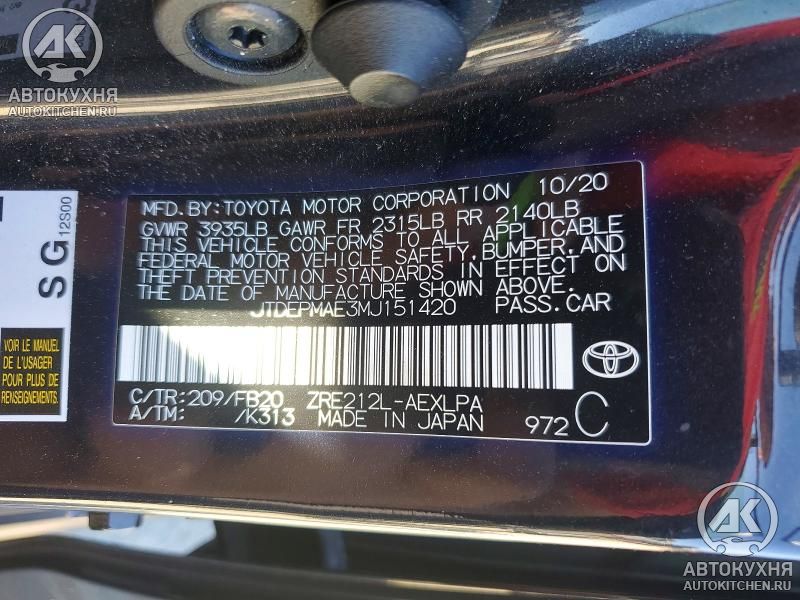 АК
АВТОКУХНЯ
AUTOKITCHEN.RU
MFD. BY: TOYOTA MOTOR CORPORATION 10/20
GVWR 3935LB GAWR FR 2315LB RR 2140LB
THIS VEHICLE CONFORMS TO ALL APPLICABLE
FEDERAL MOTOR VEHICLE SAFETY, BUMPER, AND
THEFT PREVENTION STANDARDS IN EFFECT ON
THE DATE OF MANUFACTURE SHOWN ABOVE.
JTDEPMAE3MJ151420 PASS.CAR
C/TR: 209/FB20 ZRE212L-AEXLPA
A/TM: /K313 MADE IN JAPAN 972 C
SG
12S00
VOIR LE MANUEL
DE L'USAGER
POUR PLUS DE
RENSEIGNEMENTS.
АК
АВТОКУХНЯ
AUTOKITCHEN.RU